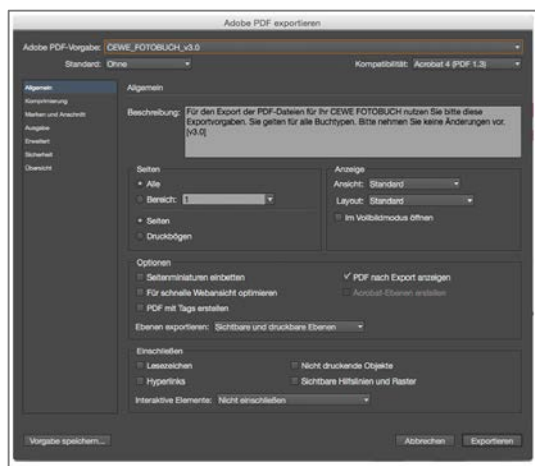 Adobe PDF exportieren
Adobe PDF-Vorgabe: CEWE_FOTOBUCH_v3.0
Standard: Ohne Kompatibilität: Acrobat 4 (PDF 1.3)
Allgemein
Komprimierung
Marken und Anschnitt
Ausgabe
Erweitert
Sicherheit
Übersicht
Allgemein
Beschreibung: Für den Export der PDF-Dateien für Ihr CEWE FOTOBUCH nutzen Sie bitte diese
Exportvorgaben. Sie gelten für alle Buchtypen. Bitte nehmen Sie keine Änderungen vor.
[v3.0]
Seiten
Alle
Bereich: 1
Seiten
Druckbögen
Anzeige
Ansicht: Standard
Layout: Standard
Im Vollbildmodus öffnen
Optionen
Seitenminiaturen einbetten
Für schnelle Webansicht optimieren
PDF mit Tags erstellen
PDF nach Export anzeigen
Acrobat-Ebenen erstellen
Ebenen exportieren: Sichtbare und druckbare Ebenen
Einschließen
Lesezeichen
Hyperlinks
Nicht druckende Objekte
Sichtbare Hilfslinien und Raster
Interaktive Elemente: Nicht einschließen
Vorgabe speichern...
Abbrechen
Exportieren